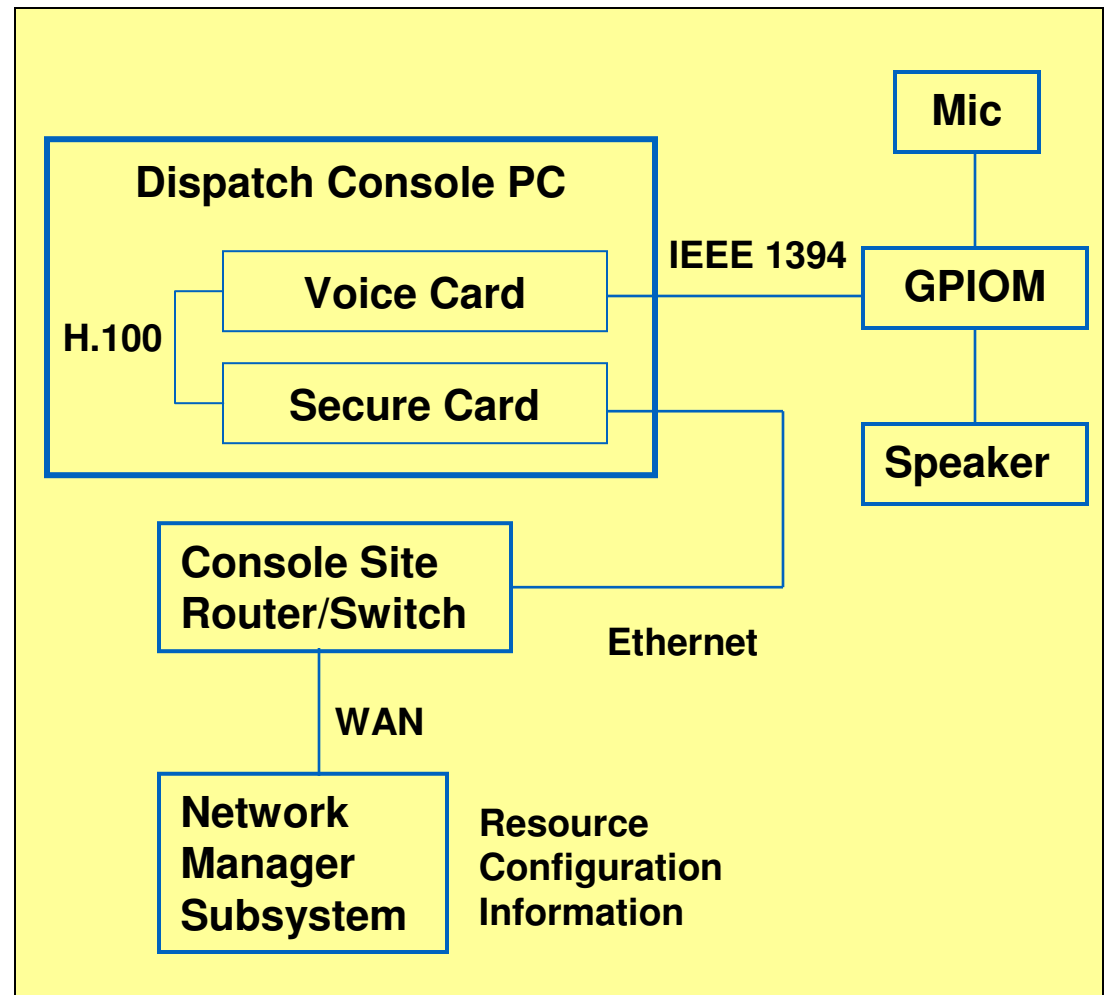 Mic
Dispatch Console PC
IEEE 1394
Voice Card
GPIOM
H.100
Secure Card
Speaker
Console Site
Router/Switch
Ethernet
WAN
Network
Manager
Subsystem
Resource
Configuration
Information